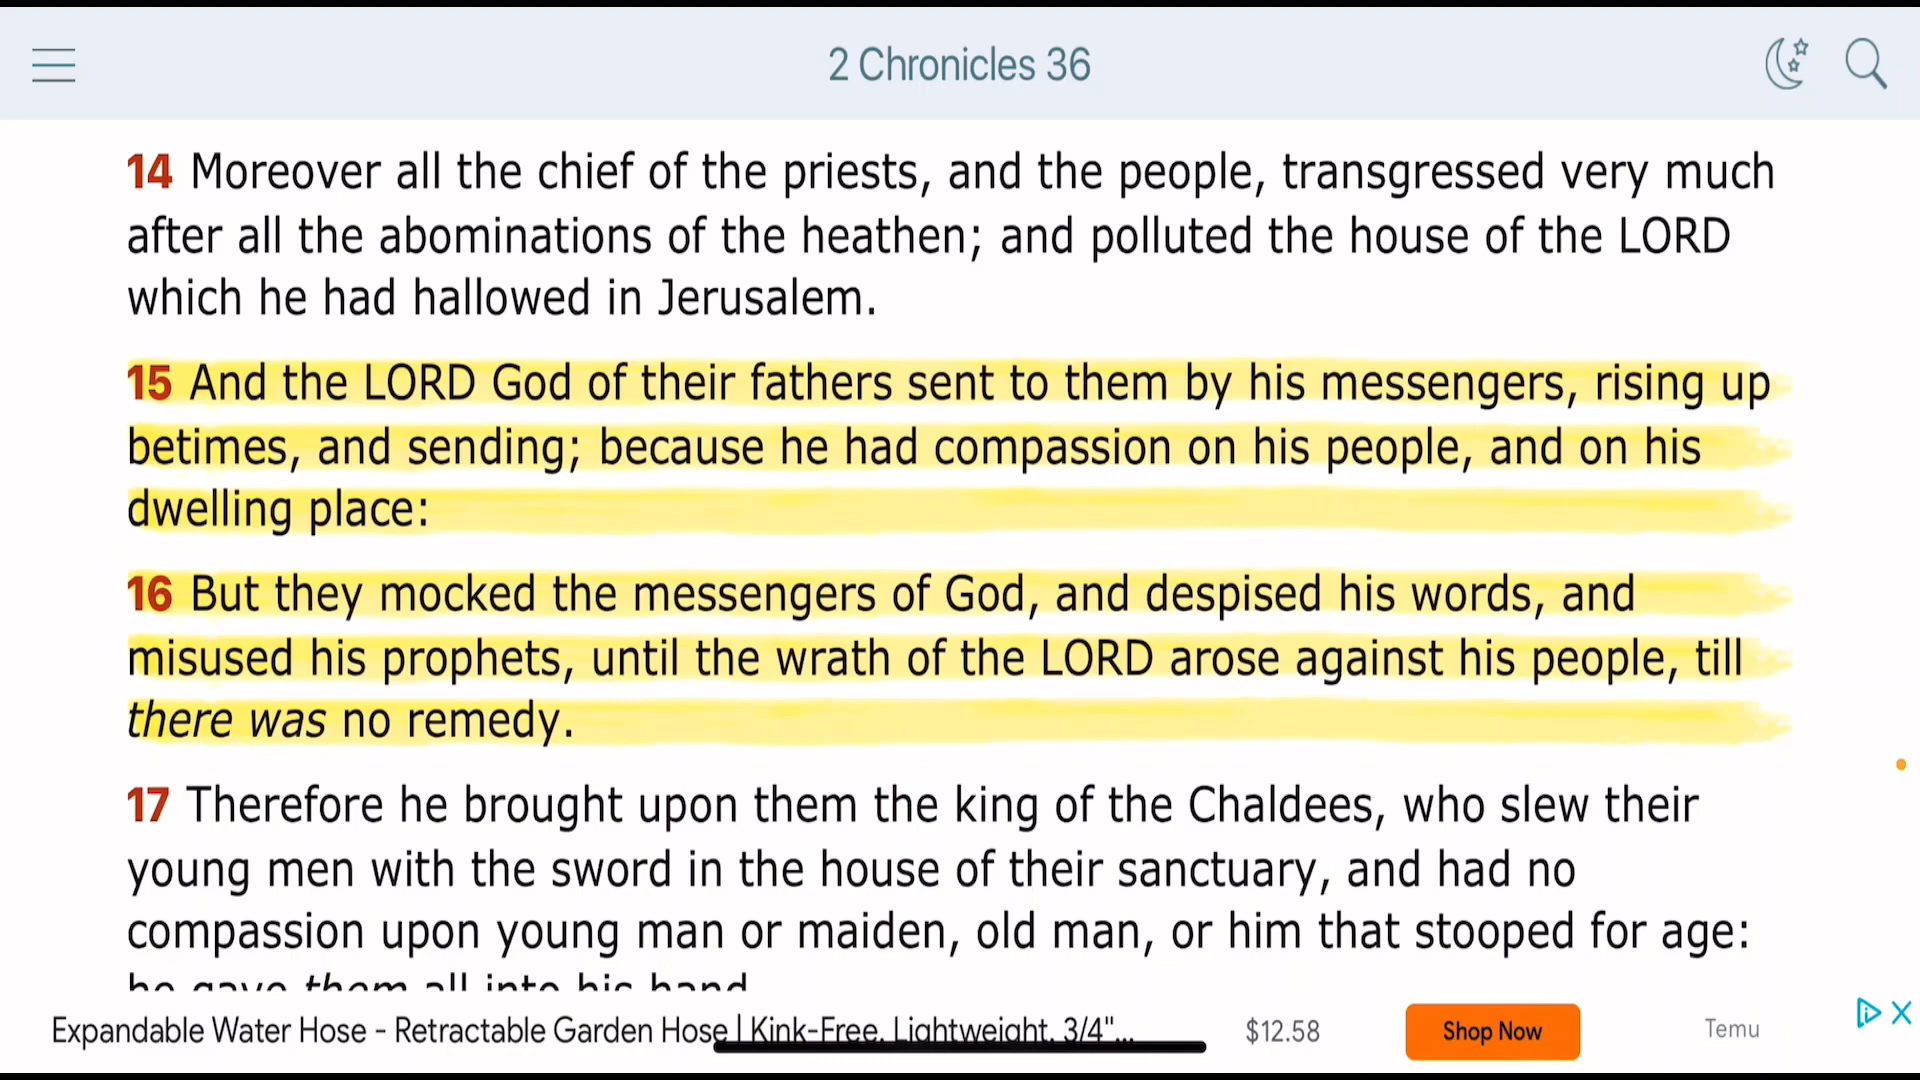 2 Chronicles 36
14 Moreover all the chief of the priests, and the people, transgressed very much
after all the abominations of the heathen; and polluted the house of the LORD
which he had hallowed in Jerusalem.
15 And the LORD God of their fathers sent to them by his messengers, rising up
betimes, and sending; because he had compassion on his people, and on his
dwelling place:
16 But they mocked the messengers of God, and despised his words, and
misused his prophets, until the wrath of the LORD arose against his people, till
there was no remedy.
17 Therefore he brought upon them the king of the Chaldees, who slew their
young men with the sword in the house of their sanctuary, and had no
compassion upon young man or maiden, old man, or him that stooped for age:
he gave them all into his hand
Expandable Water Hose - Retractable Garden Hose | Kink-Free, Lightweight, 3/4"...
$12.58
Shop Now
Temu